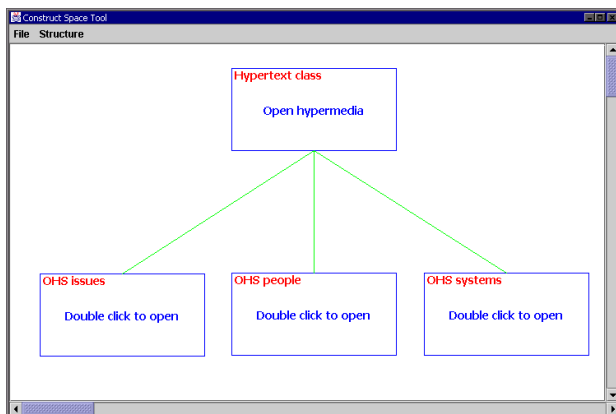 Construct Space Tool
File Structure
Hypertext class
Open hypermedia
OHS issues
Double click to open
OHS people
Double click to open
OHS systems
Double click to open